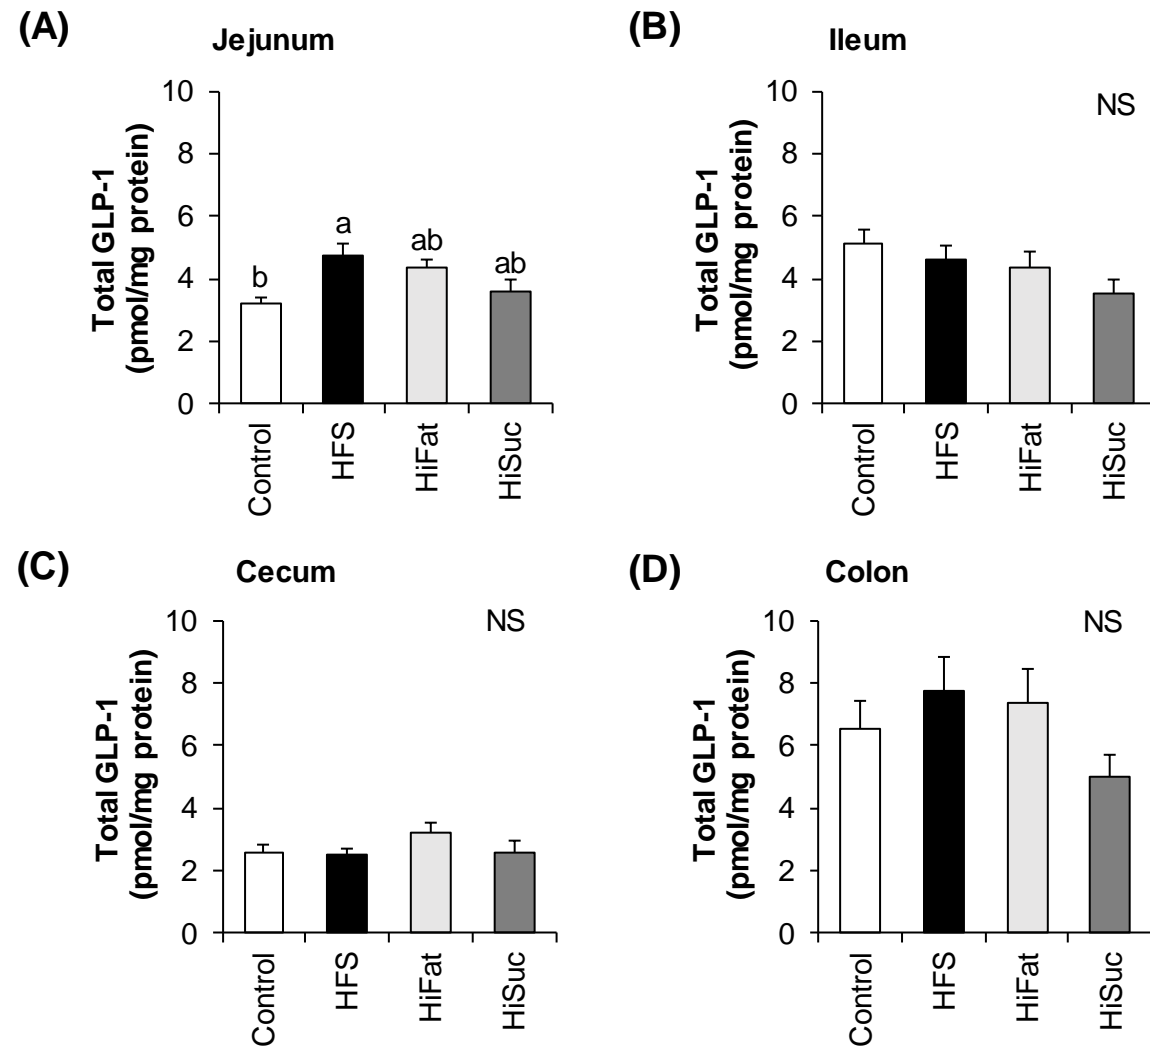 (A)
Jejunum
Total GLP-1
(pmol/mg protein)
10
8
6
4
2
0
b
a
ab
ab
Control
HFS
HiFat
HiSuc
(B)
Ileum
NS
Total GLP-1
(pmol/mg protein)
10
8
6
4
2
0
Control
HFS
HiFat
HiSuc
(C)
Cecum
NS
Total GLP-1
(pmol/mg protein)
10
8
6
4
2
0
Control
HFS
HiFat
HiSuc
(D)
Colon
NS
Total GLP-1
(pmol/mg protein)
10
8
6
4
2
0
Control
HFS
HiFat
HiSuc